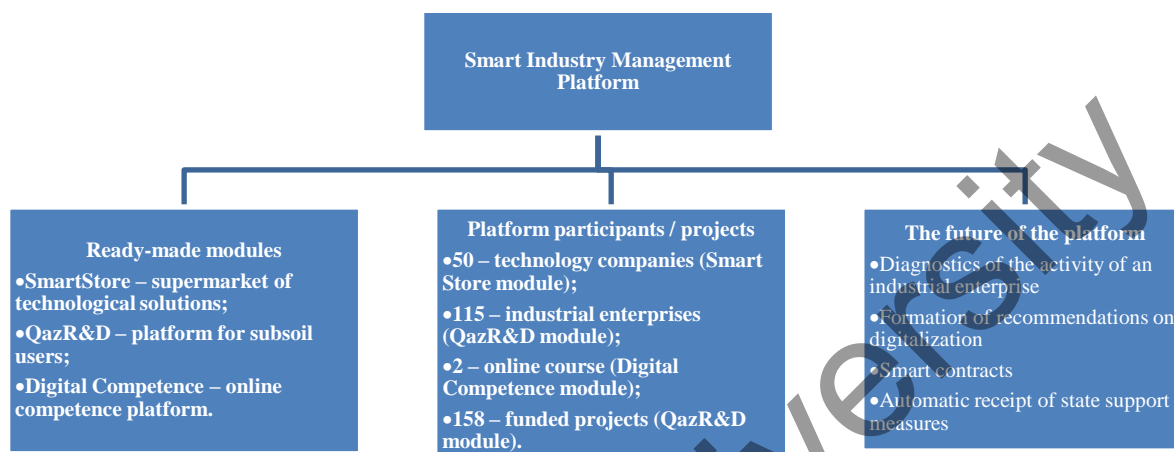 Smart Industry Management
Platform
Ready-made modules
•SmartStore – supermarket of
technological solutions;
•QazR&D – platform for subsoil
users;
•Digital Competence – online
competence platform.
Platform participants / projects
•50 – technology companies (Smart
Store module);
•115 – industrial enterprises
(QazR&D module);
•2 – online course (Digital
Competence module);
•158 – funded projects (QazR&D
module).
The future of the platform
•Diagnostics of the activity of an
industrial enterprise
•Formation of recommendations on
digitalization
•Smart contracts
•Automatic receipt of state support
measures
versity